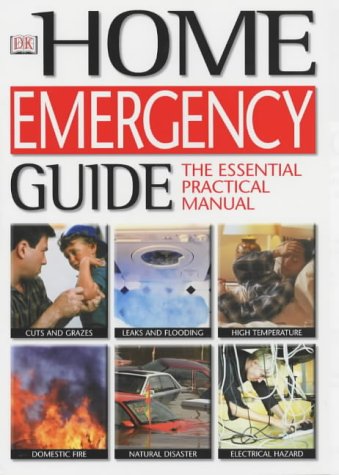 DK
HOME
EMERGENCY
GUIDE
THE ESSENTIAL
PRACTICAL
MANUAL
CUTS AND GRAZES
LEAKS AND FLOODING
HIGH TEMPERATURE
DOMESTIC FIRE
NATURAL DISASTER
ELECTRICAL HAZARD